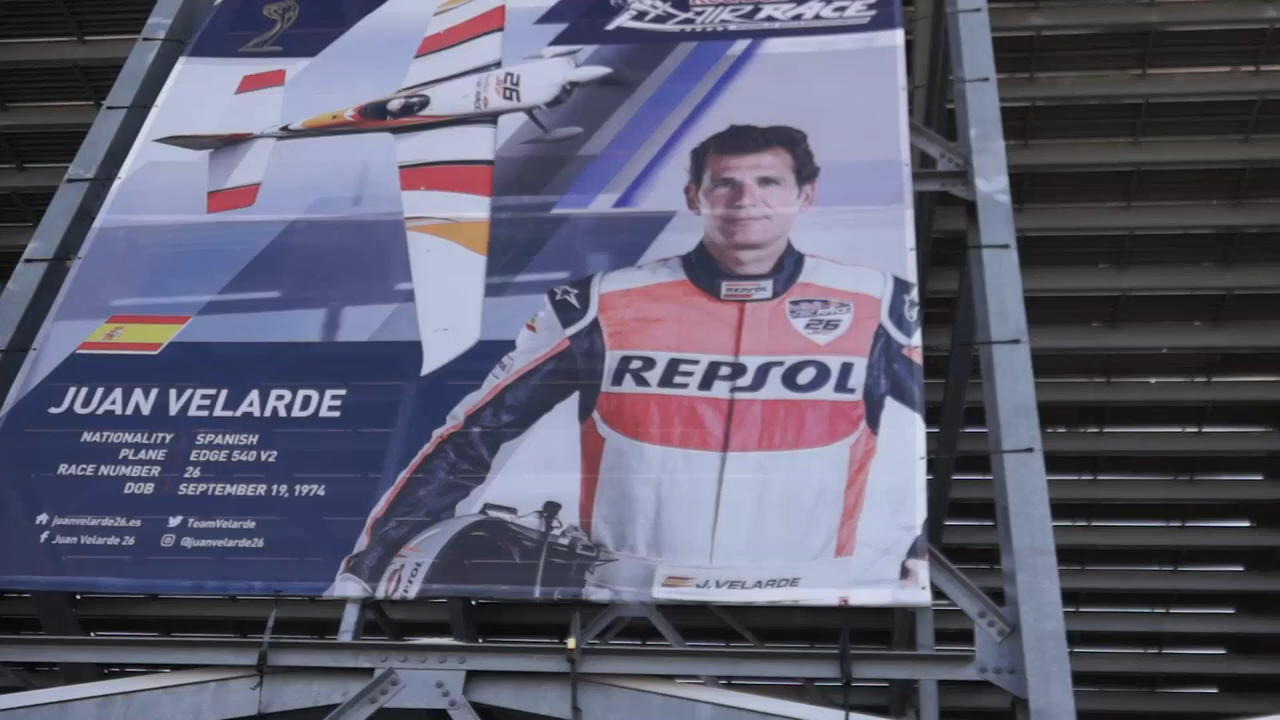 AIR RACE
26
JUAN VELARDE
NATIONALITY SPANISH
PLANE EDGE 540 V2
RACE NUMBER 26
DOB SEPTEMBER 19, 1974
juanvelarde26.es TeamVelarde
Juan Velarde 26 @juanvelarde26
REPSOL
26
REPSOL
REPSOL
J.VELARDE